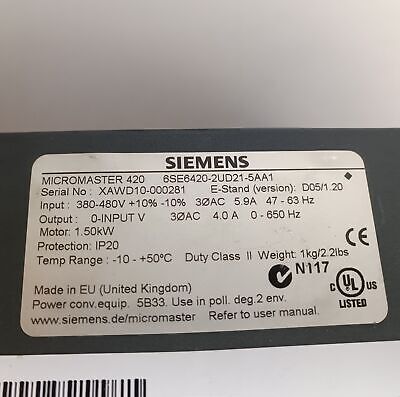 SIEMENS
MICROMASTER 420 6SE6420-2UD21-5AA1
Serial No : XAWD10-000281 E-Stand (version): D05/1.20
Input : 380-480V +10% -10% 3ØAC 5.9A 47 - 63 Hz
Output : 0-INPUT V 3ØAC 4.0 A 0 - 650 Hz
Motor: 1.50kW
Protection: IP20
Temp Range: -10 - +50°C Duty Class II Weight: 1kg/2.2lbs
CE
N117
C UL US
LISTED
Made in EU (United Kingdom)
Power conv.equip. 5B33. Use in poll. deg.2 env.
www.siemens.de/micromaster Refer to user manual.